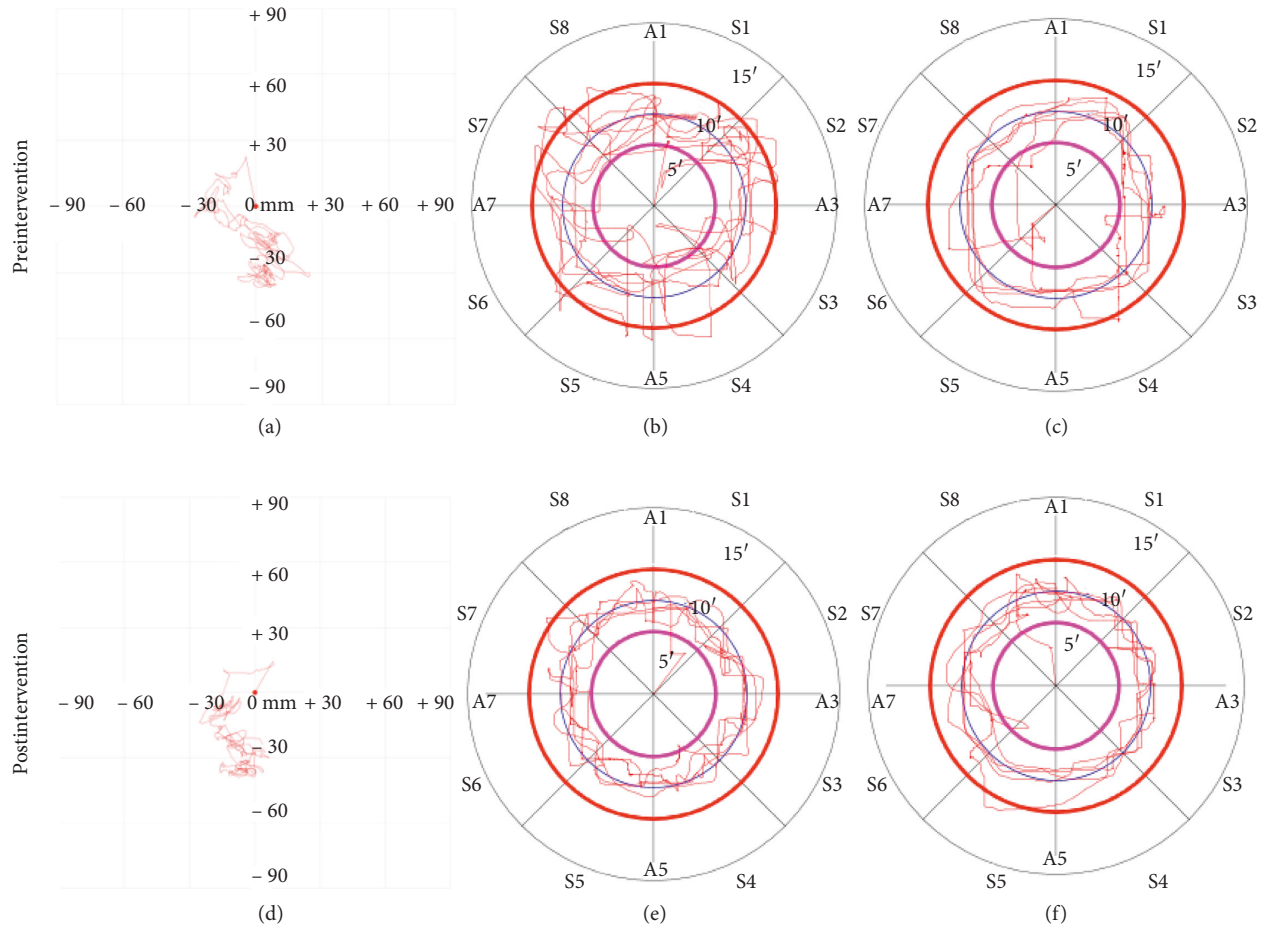 Preintervention
+ 90
+ 60
+ 30
– 90 – 60 – 30 0 mm + 30 + 60 + 90
– 30
– 60
– 90
(a)
S8 A1 S1
15′
S7 10′ S2
5′
A7 A3
S6 S3
S5 A5 S4
(b)
S8 A1 S1
15′
S7 10′ S2
5′
A7 A3
S6 S3
S5 A5 S4
(c)
Postintervention
+ 90
+ 60
+ 30
– 90 – 60 – 30 0 mm + 30 + 60 + 90
– 30
– 60
– 90
(d)
S8 A1 S1
15′
S7 10′ S2
5′
A7 A3
S6 S3
S5 A5 S4
(e)
S8 A1 S1
15′
S7 10′ S2
5′
A7 A3
S6 S3
S5 A5 S4
(f)